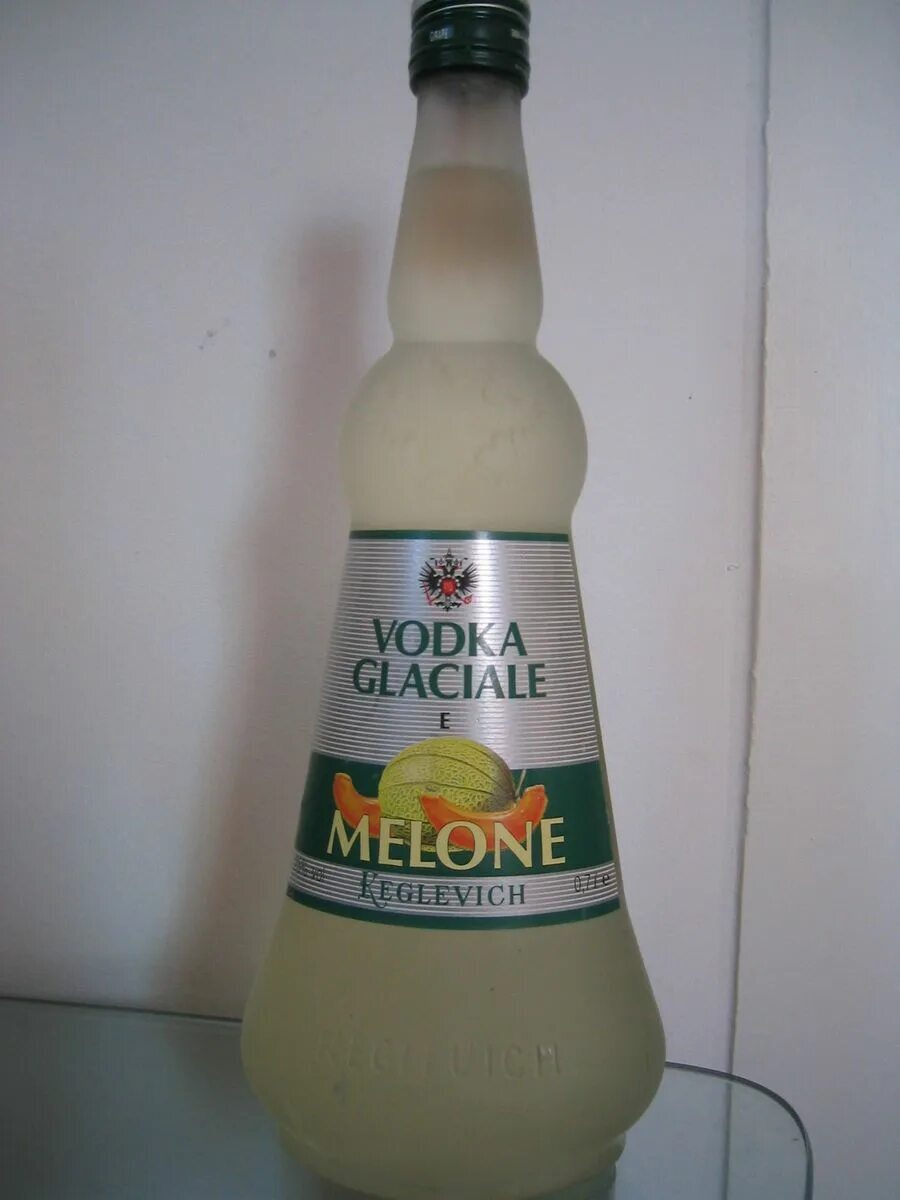 VODKA
GLACIALE
E
MELONE
KEGLEVICH
0,7 l e
KEGLEVICH